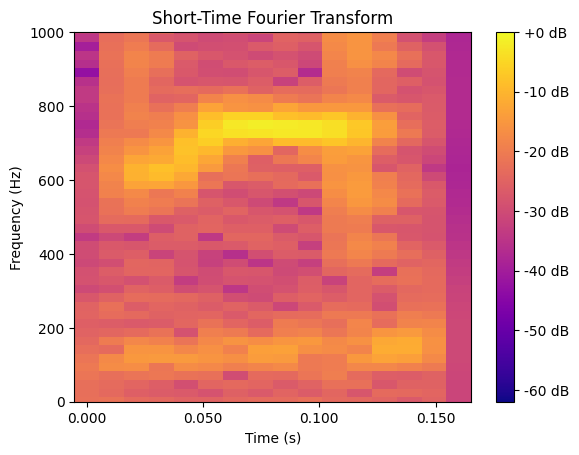 Short-Time Fourier Transform
1000
800
600
400
200
0
Frequency (Hz)
0.000
0.050
0.100
0.150
Time (s)
+0 dB
-10 dB
-20 dB
-30 dB
-40 dB
-50 dB
-60 dB